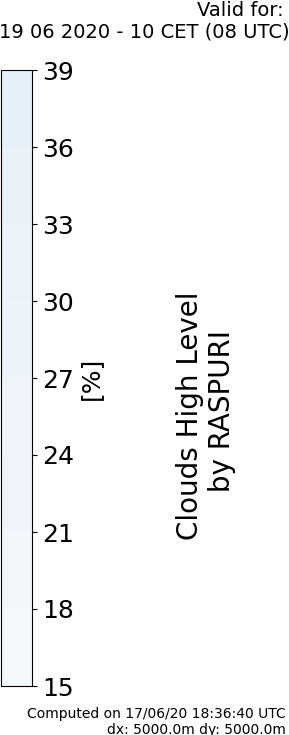 Valid for:
19 06 2020 - 10 CET (08 UTC)
39
36
33
30
27
24
21
18
15
[%]
Clouds High Level
by RASPURI
Computed on 17/06/20 18:36:40 UTC
dx: 5000.0m dy: 5000.0m